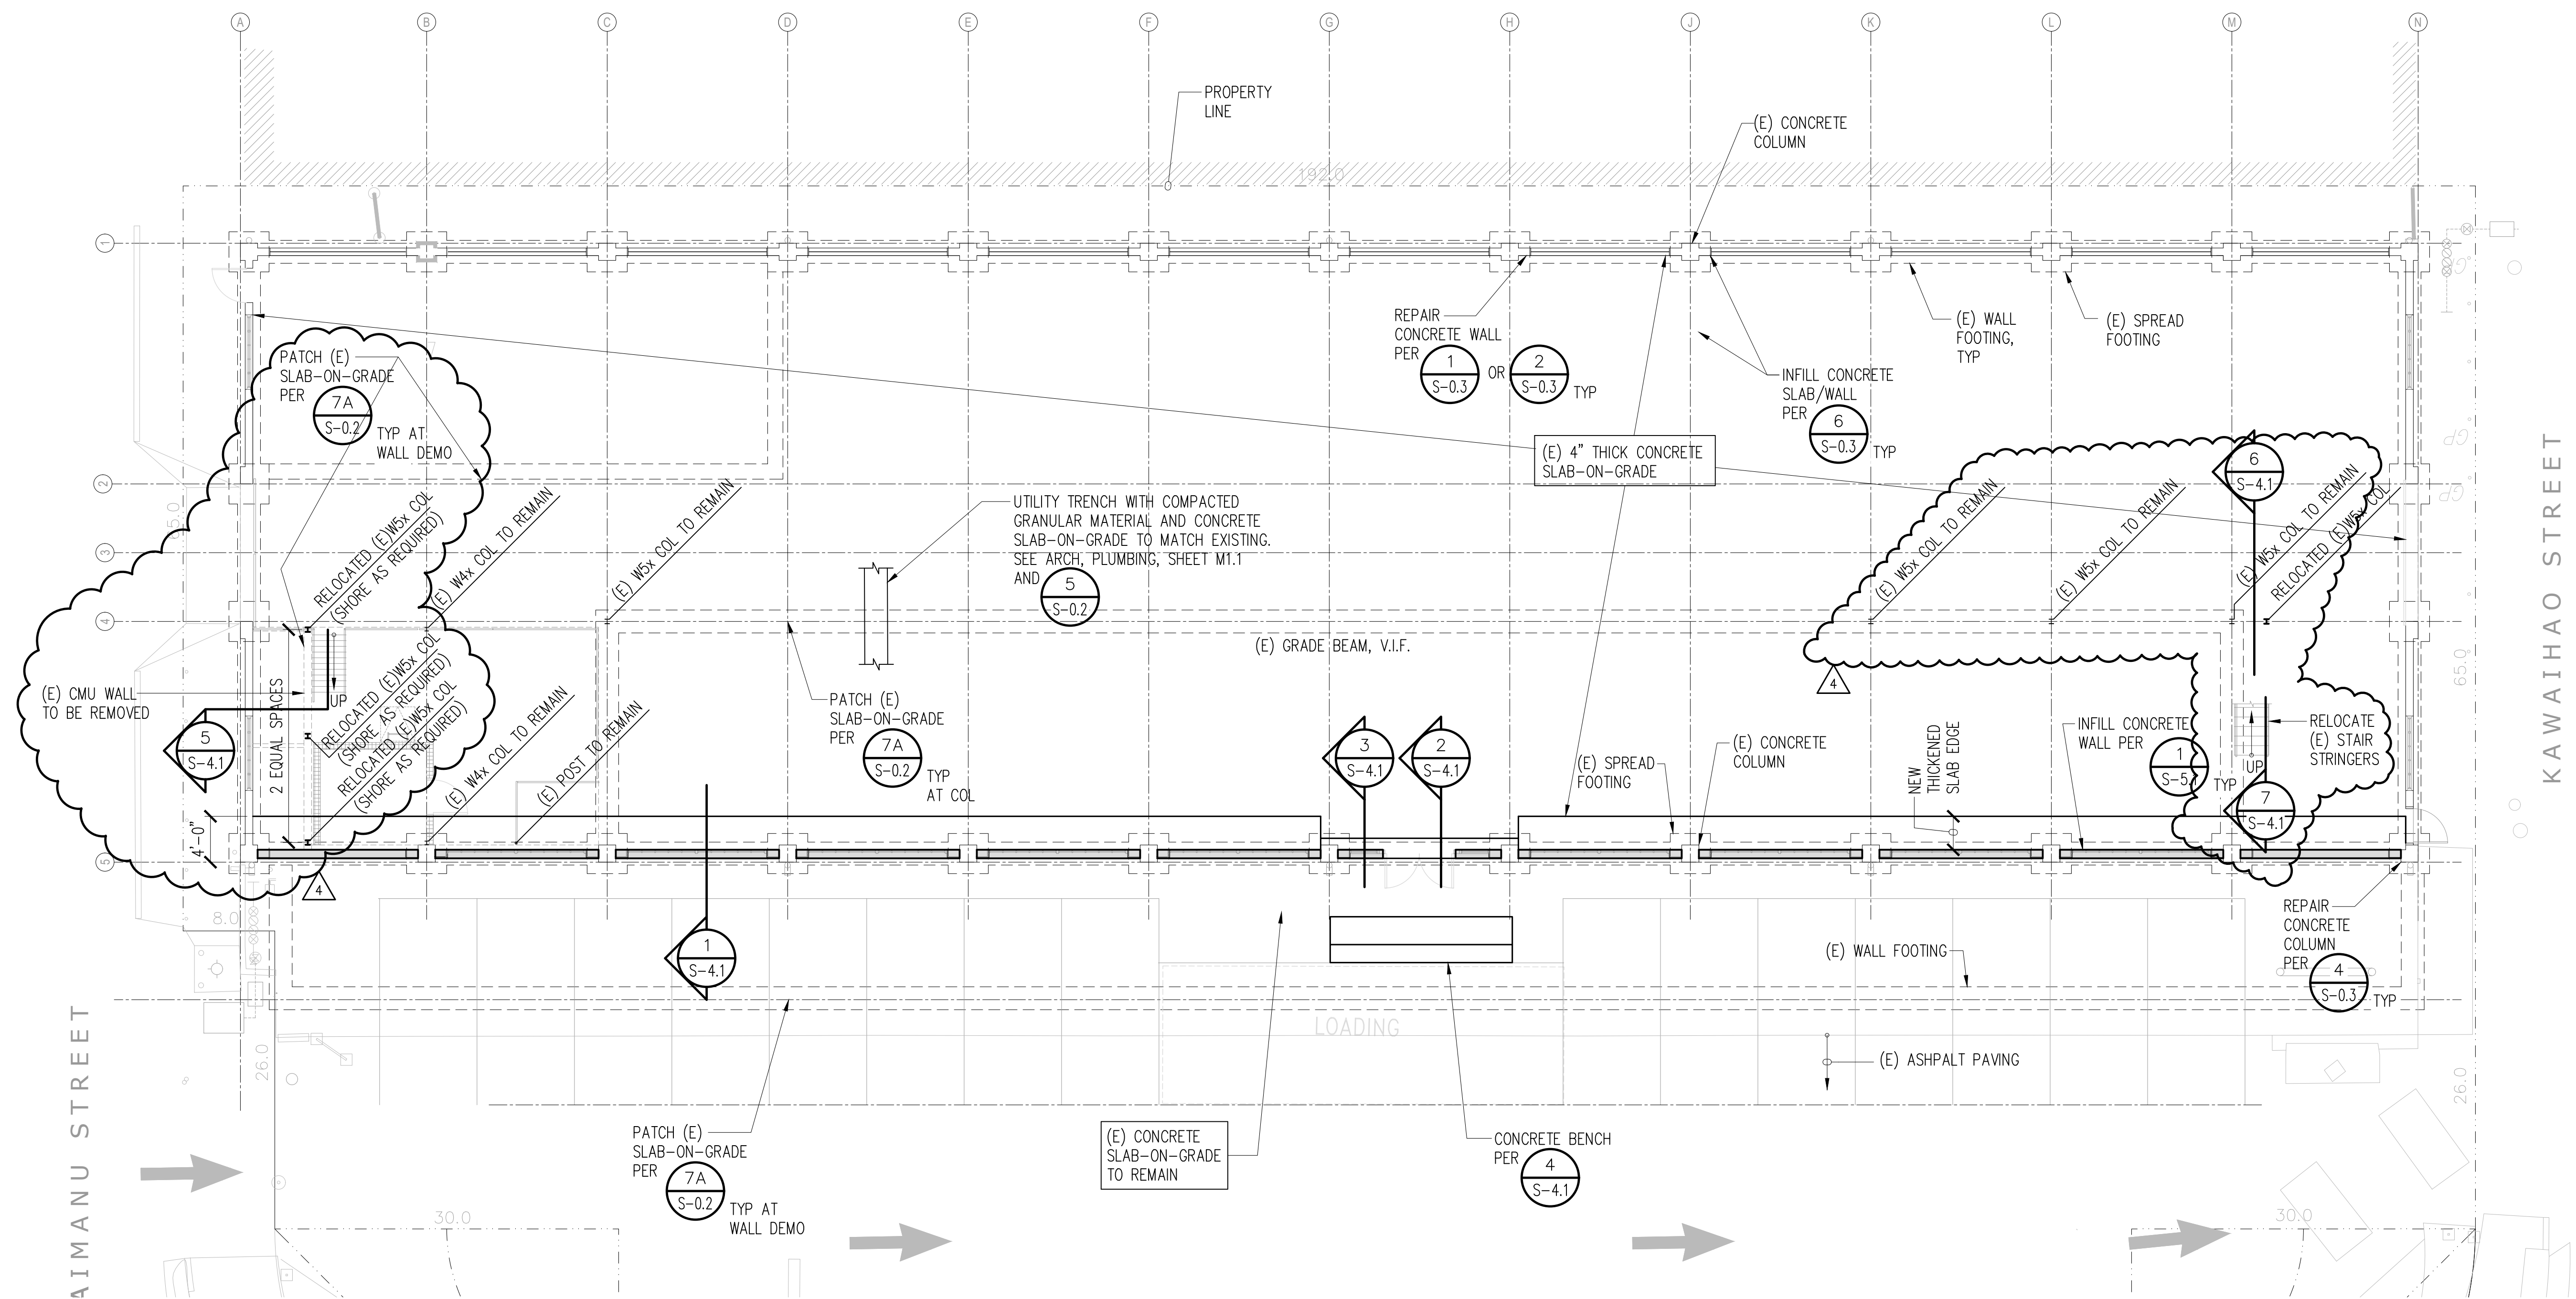 A
B
C
D
E
F
G
H
J
K
L
M
N
PROPERTY
LINE
(E) CONCRETE
COLUMN
192.0
1
REPAIR
CONCRETE WALL
PER
1
S-0.3
OR
2
S-0.3
TYP
(E) WALL
FOOTING,
TYP
(E) SPREAD
FOOTING
INFILL CONCRETE
SLAB/WALL
PER
6
S-0.3
TYP
GP
PATCH (E)
SLAB-ON-GRADE
PER
7A
S-0.2
TYP AT
WALL DEMO
(E) 4" THICK CONCRETE
SLAB-ON-GRADE
GP
GP
KAWAIHAO STREET
2
65.0
3
4
RELOCATED (E)W5x COL
(SHORE AS REQUIRED)
(E) W4x COL TO REMAIN
(E) W5x COL TO REMAIN
UTILITY TRENCH WITH COMPACTED
GRANULAR MATERIAL AND CONCRETE
SLAB-ON-GRADE TO MATCH EXISTING.
SEE ARCH, PLUMBING, SHEET M1.1
AND
5
S-0.2
(E) W5x COL TO REMAIN
(E) W5x COL TO REMAIN
6
S-4.1
(E) W5x COL TO REMAIN
RELOCATED (E)W5x COL
(E) GRADE BEAM, V.I.F.
4
65.0
(E) CMU WALL
TO BE REMOVED
UP
2 EQUAL SPACES
RELOCATED (E)W5x COL
(SHORE AS REQUIRED)
RELOCATED (E)W5x COL
(SHORE AS REQUIRED)
(E) W4x COL TO REMAIN
(E) POST TO REMAIN
5
S-4.1
PATCH (E)
SLAB-ON-GRADE
PER
7A
S-0.2
TYP
AT COL
3
S-4.1
2
S-4.1
(E) SPREAD
FOOTING
(E) CONCRETE
COLUMN
NEW
THICKENED
SLAB EDGE
INFILL CONCRETE
WALL PER
1
S-5.1
TYP
UP
RELOCATE
(E) STAIR
STRINGERS
7
S-4.1
4'-0"
5
4
8.0
1
S-4.1
REPAIR
CONCRETE
COLUMN
PER
4
S-0.3
TYP
(E) WALL FOOTING
LOADING
(E) ASHPALT PAVING
26.0
26.0
AIMANU STREET
PATCH (E)
SLAB-ON-GRADE
PER
7A
S-0.2
TYP AT
WALL DEMO
(E) CONCRETE
SLAB-ON-GRADE
TO REMAIN
CONCRETE BENCH
PER
4
S-4.1
30.0
30.0